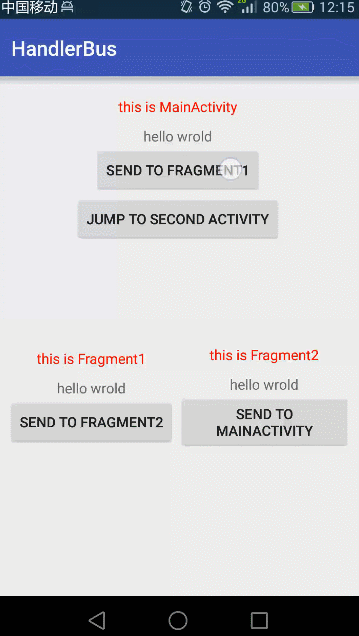 中国移动 80% 12:15
HandlerBus
this is MainActivity
hello wrold
SEND TO FRAGMENT1
JUMP TO SECOND ACTIVITY
this is Fragment1
hello wrold
SEND TO FRAGMENT2
this is Fragment2
hello wrold
SEND TO
MAINACTIVITY